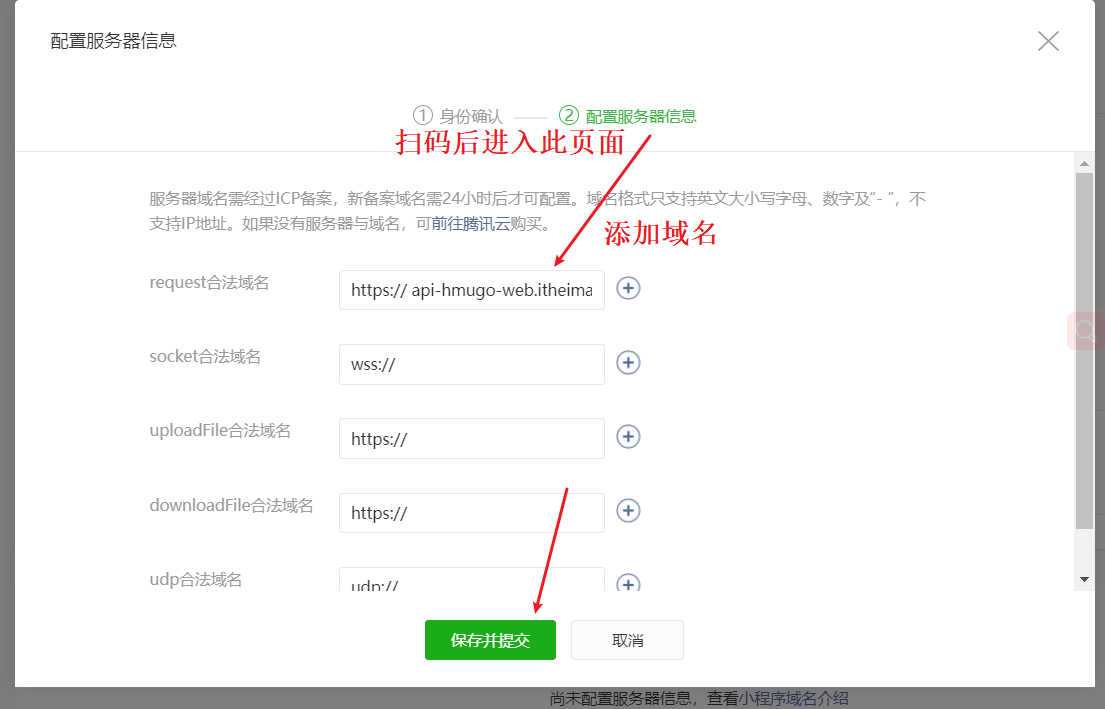 配置服务器信息
① 身份确认 —— ② 配置服务器信息
扫码后进入此页面
服务器域名需经过ICP备案，新备案域名需24小时后才可配置。域名格式只支持英文大小写字母、数字及“- ”，不
支持IP地址。如果没有服务器与域名，可前往腾讯云购买。
添加域名
request合法域名
https:// api-hmugo-web.itheima
socket合法域名
wss://
uploadFile合法域名
https://
downloadFile合法域名
https://
udp合法域名
udp://
保存并提交
取消
尚未配置服务器信息，查看小程序域名介绍